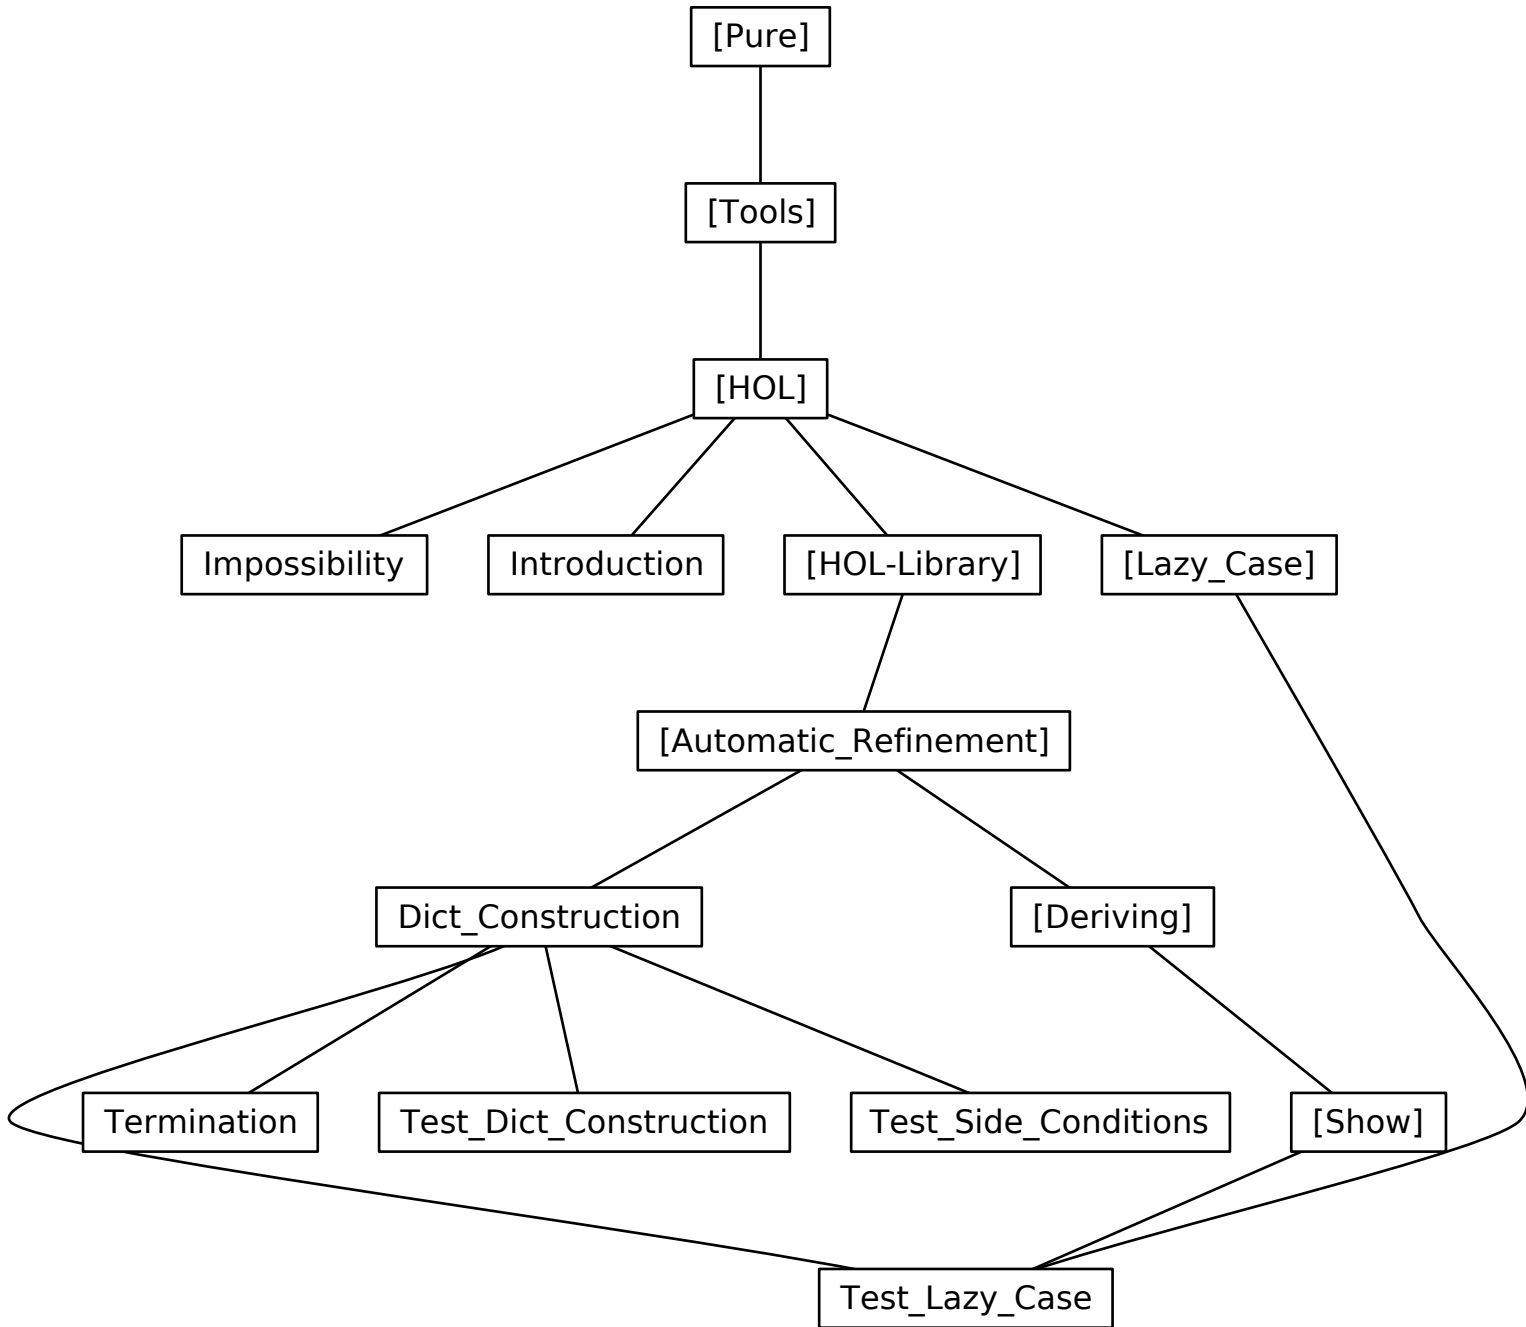 [Pure]
[Tools]
[HOL]
Impossibility
Introduction
[HOL-Library]
[Lazy_Case]
[Automatic_Refinement]
Dict_Construction
[Deriving]
Termination
Test_Dict_Construction
Test_Side_Conditions
[Show]
Test_Lazy_Case